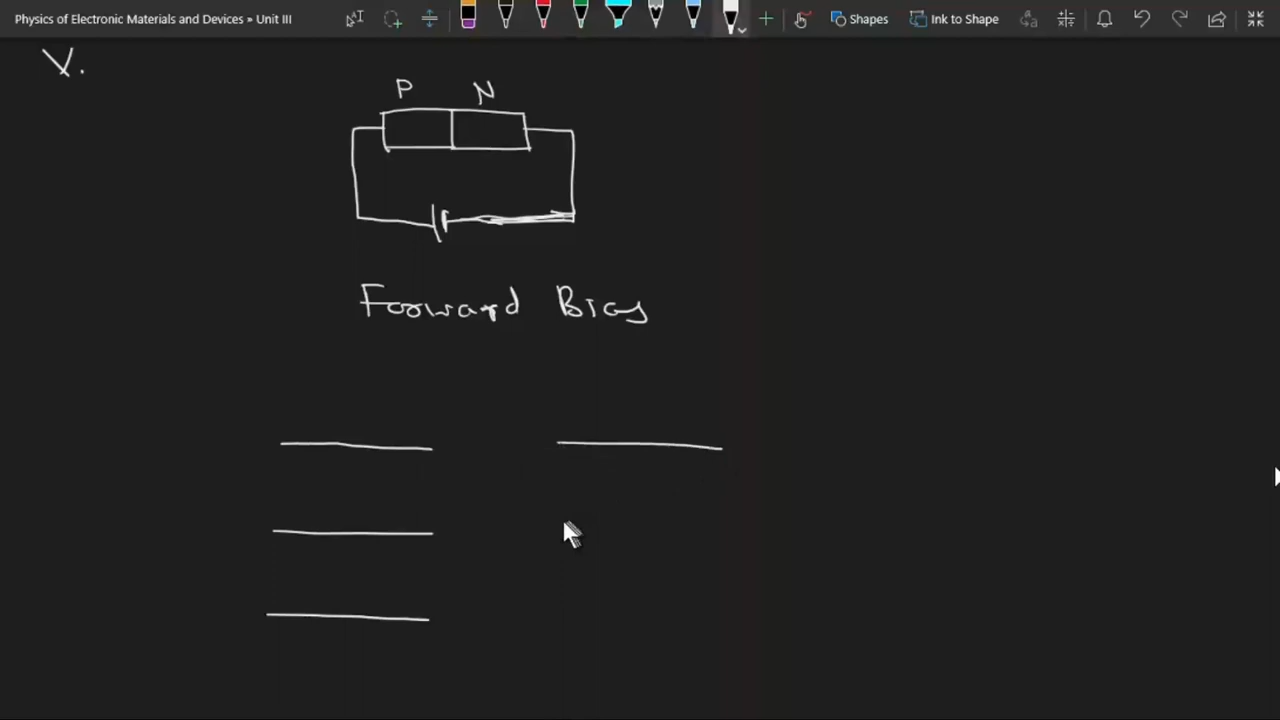 Physics of Electronic Materials and Devices » Unit III
Shapes
Ink to Shape
V.
P N
Forward Bias